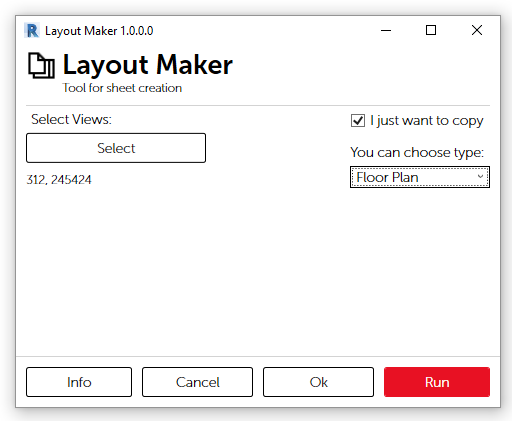 Layout Maker 1.0.0.0
Layout Maker
Tool for sheet creation
Select Views:
Select
312, 245424
I just want to copy
You can choose type:
Floor Plan
Info
Cancel
Ok
Run